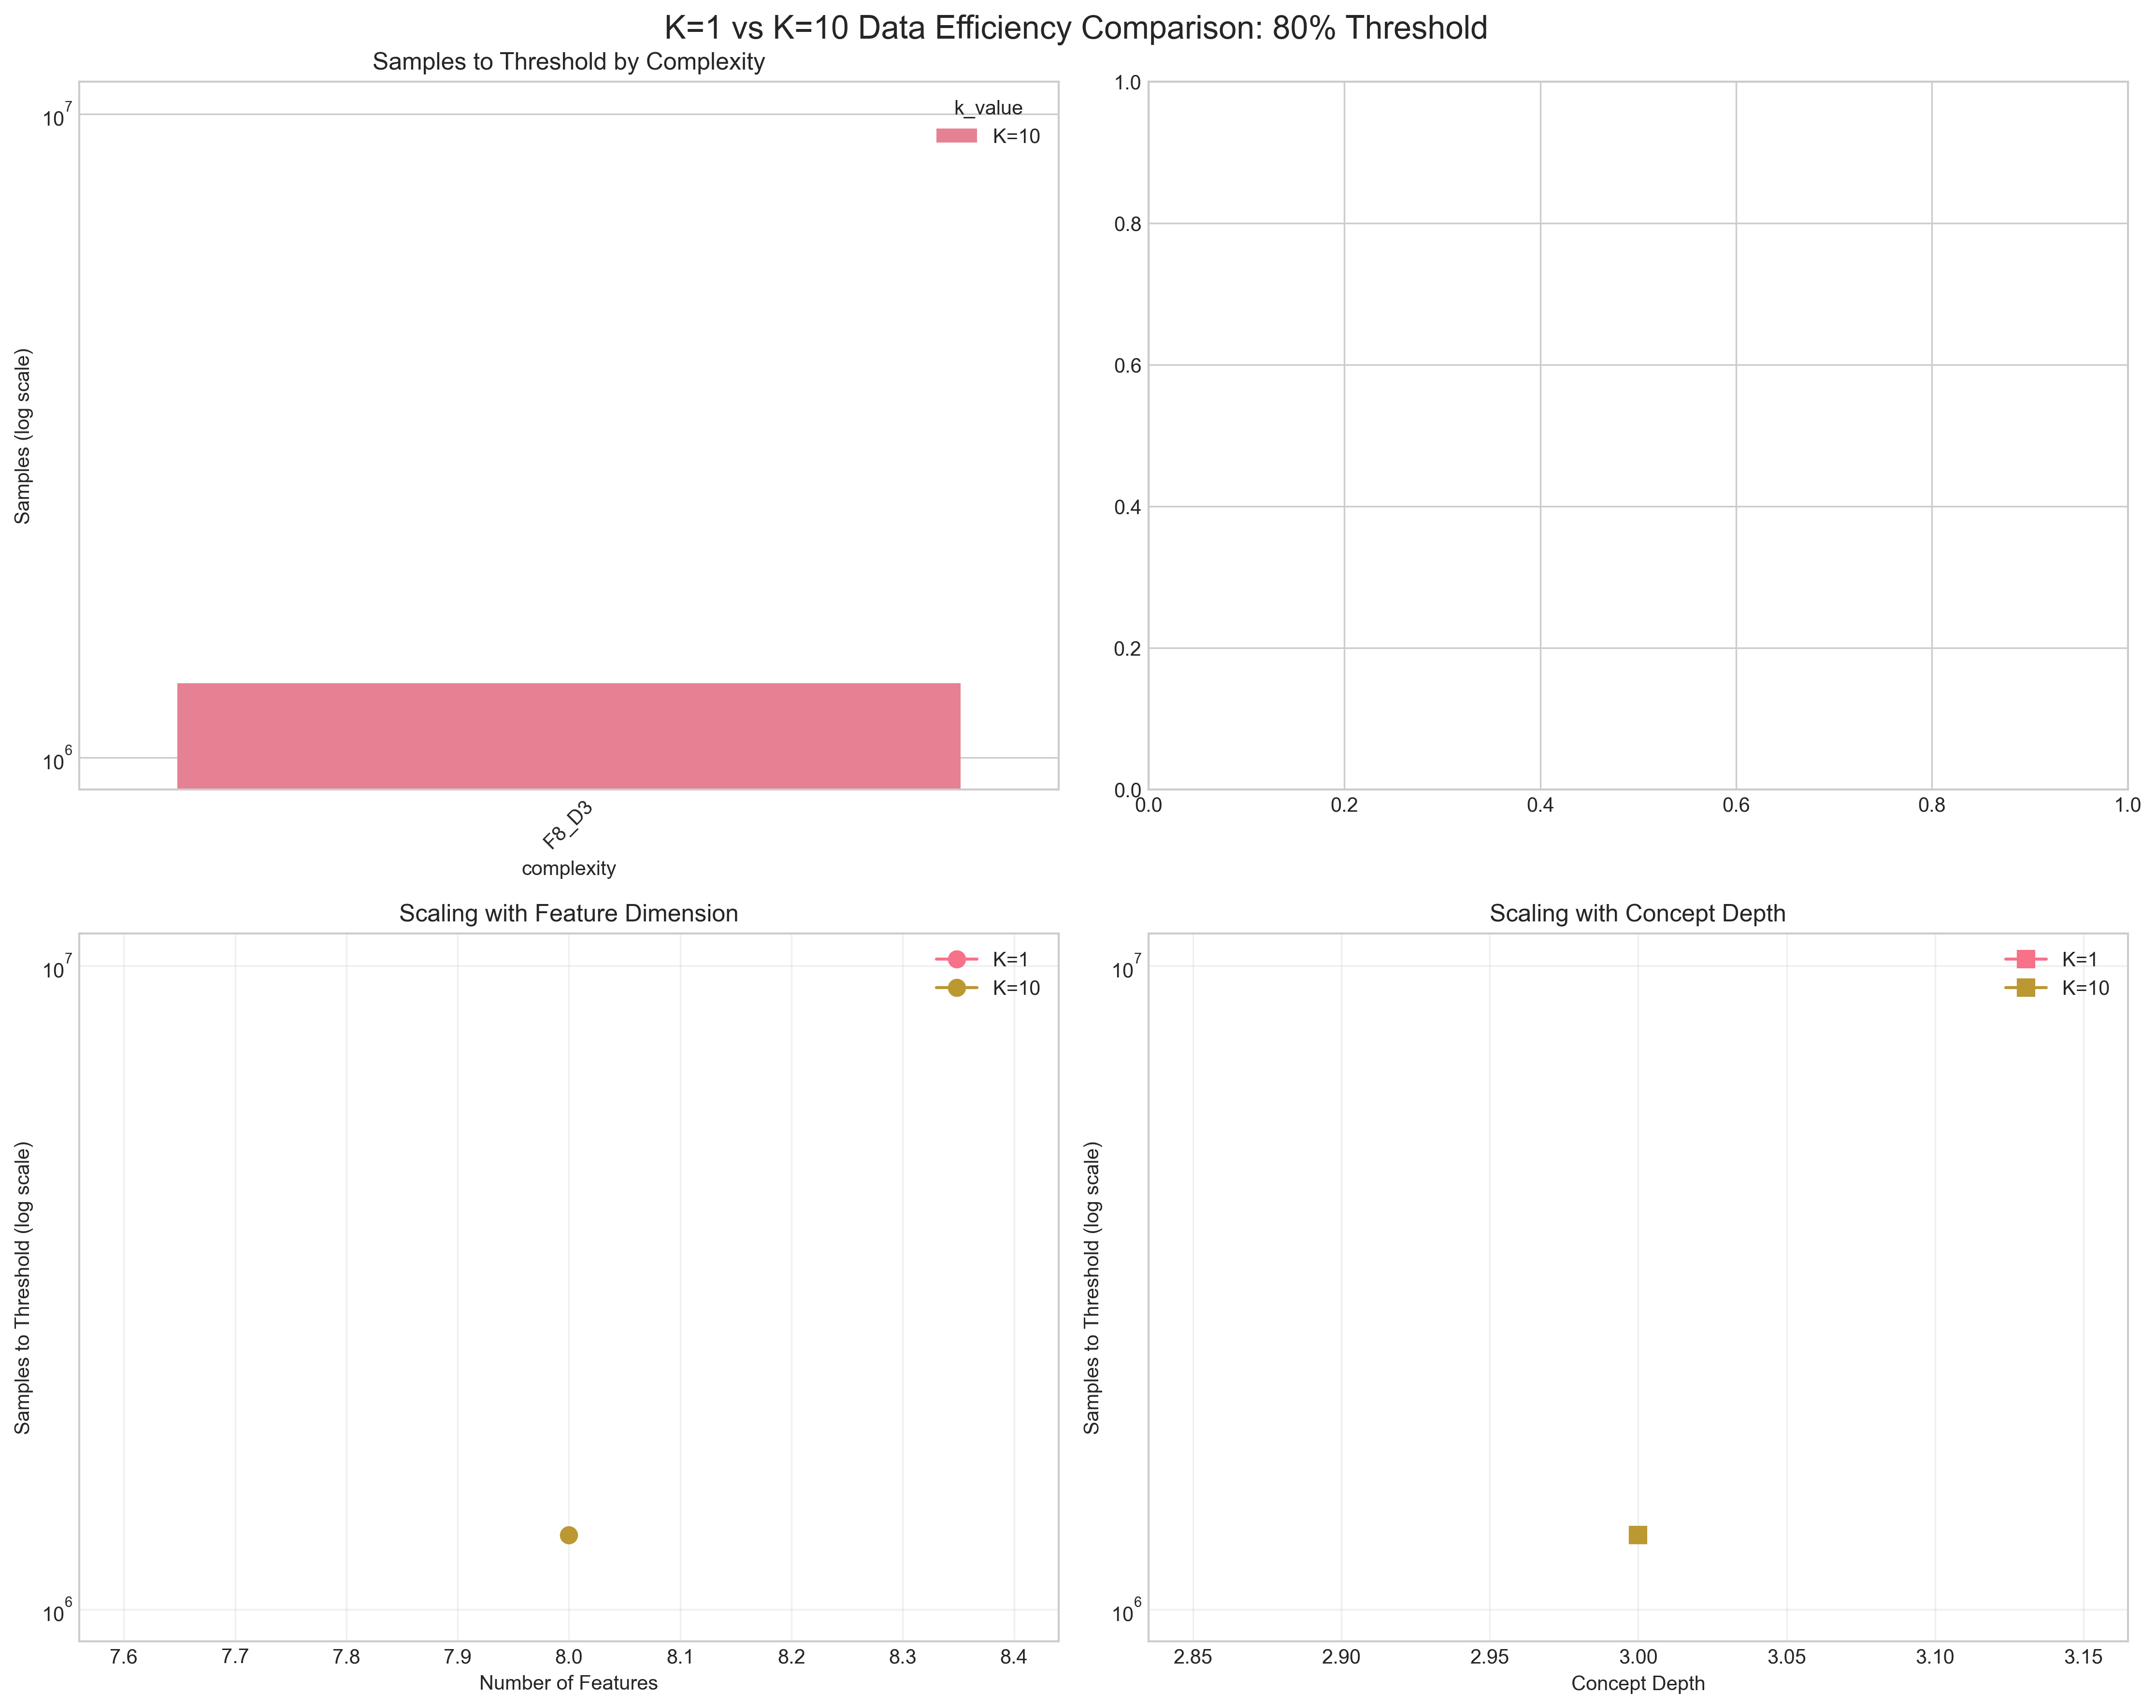 K=1 vs K=10 Data Efficiency Comparison: 80% Threshold
Samples to Threshold by Complexity
Samples (log scale)
10^7
10^6
k_value
K=10
F8_D3
complexity
1.0
0.8
0.6
0.4
0.2
0.0
0.0 0.2 0.4 0.6 0.8 1.0
Scaling with Feature Dimension
Samples to Threshold (log scale)
10^7
10^6
K=1
K=10
7.6 7.7 7.8 7.9 8.0 8.1 8.2 8.3 8.4
Number of Features
Scaling with Concept Depth
Samples to Threshold (log scale)
10^7
10^6
K=1
K=10
2.85 2.90 2.95 3.00 3.05 3.10 3.15
Concept Depth